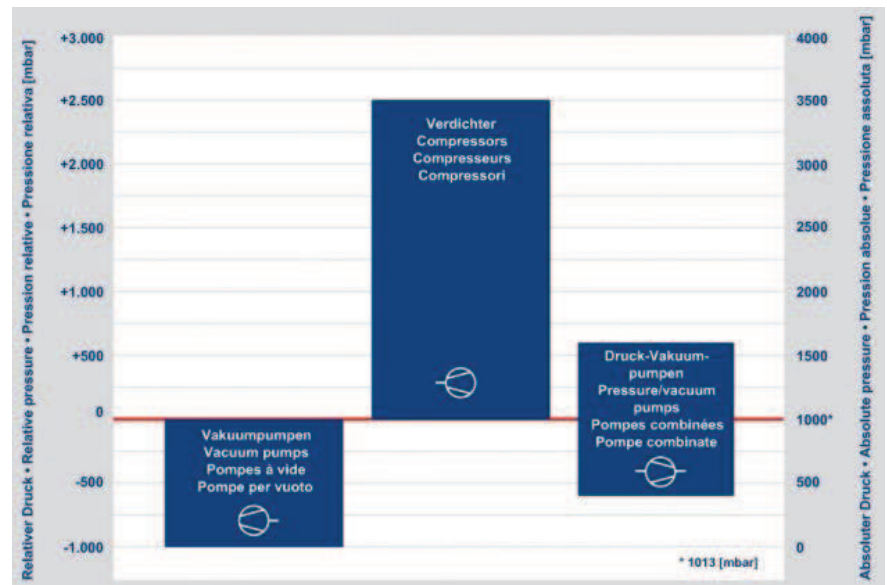 Relativer Druck • Relative pressure • Pression relative • Pressione relativa [mbar]
+3.000
+2.500
+2.000
+1.500
+1.000
+500
0
-500
-1.000
Vakuumpumpen
Vacuum pumps
Pompes à vide
Pompe per vuoto
Verdichter
Compressors
Compresseurs
Compressori
Druck-Vakuum-
pumpen
Pressure/vacuum
pumps
Pompes combinées
Pompe combinate
4000
3500
3000
2500
2000
1500
1000*
500
0
* 1013 [mbar]
Absoluter Druck • Absolute pressure • Pression absolue • Pressione assoluta [mbar]